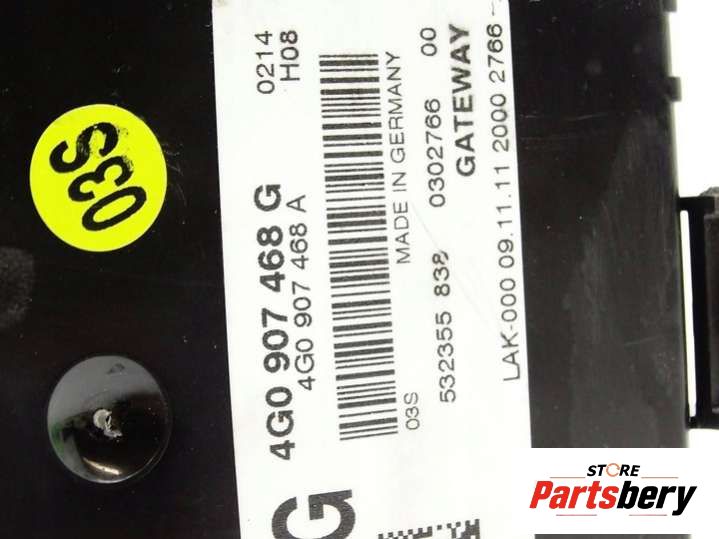 03S
4G0 907 468 G
0214
4G0 907 468 A
H08
MADE IN GERMANY
03S
532355 838
0302766
00
GATEWAY
LAK-000 09.11.11 2000 2766
G
STORE
Partsbery